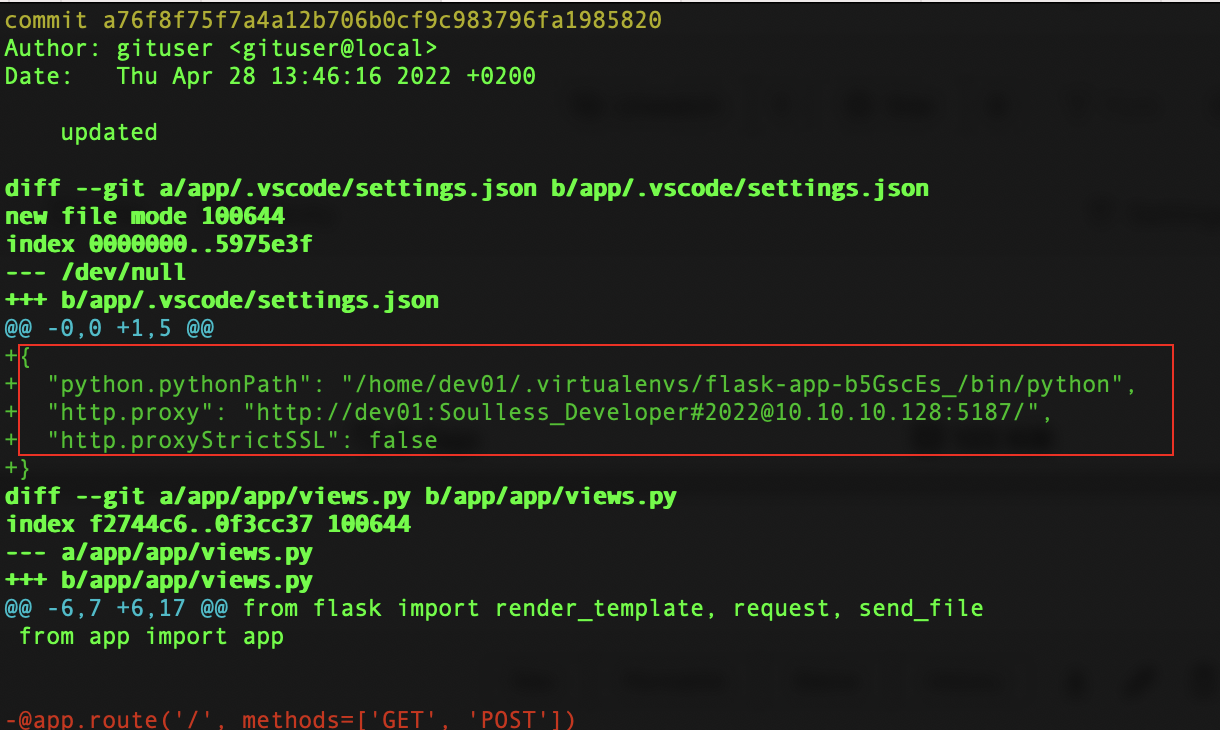 commit a76f8f75f7a4a12b706b0cf9c983796fa1985820
Author: gituser <gituser@local>
Date:   Thu Apr 28 13:46:16 2022 +0200
    updated
diff --git a/app/.vscode/settings.json b/app/.vscode/settings.json
new file mode 100644
index 0000000..5975e3f
--- /dev/null
+++ b/app/.vscode/settings.json
@@ -0,0 +1,5 @@
+{
+  "python.pythonPath": "/home/dev01/.virtualenvs/flask-app-b5GscEs_/bin/python",
+  "http.proxy": "http://dev01:Soulless_Developer#2022@10.10.10.128:5187/",
+  "http.proxyStrictSSL": false
+}
diff --git a/app/app/views.py b/app/app/views.py
index f2744c6..0f3cc37 100644
--- a/app/app/views.py
+++ b/app/app/views.py
@@ -6,7 +6,17 @@ from flask import render_template, request, send_file
 from app import app
-@app.route('/', methods=['GET', 'POST'])